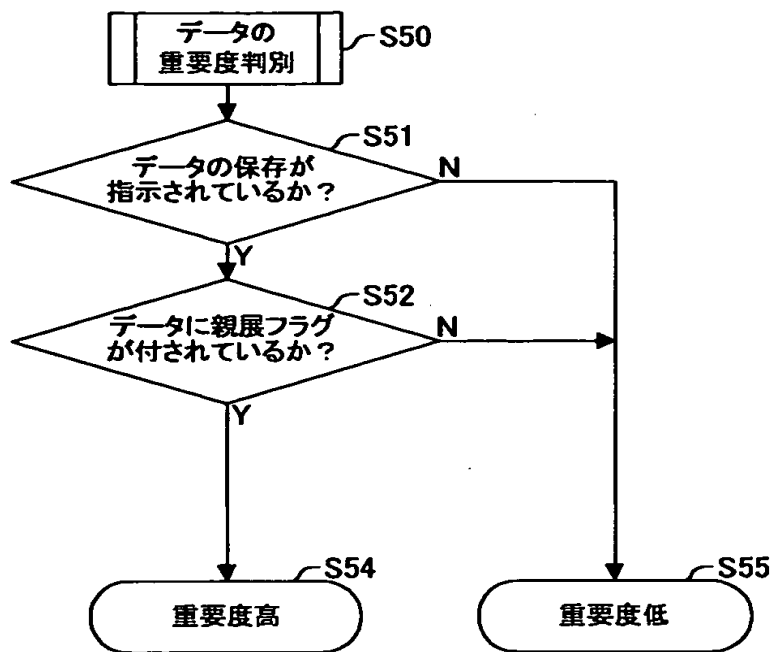 データの
重要度判別
S50
S51
データの保存が
指示されているか？
N
Y
S52
データに親展フラグ
が付されているか？
N
Y
S54
重要度高
S55
重要度低